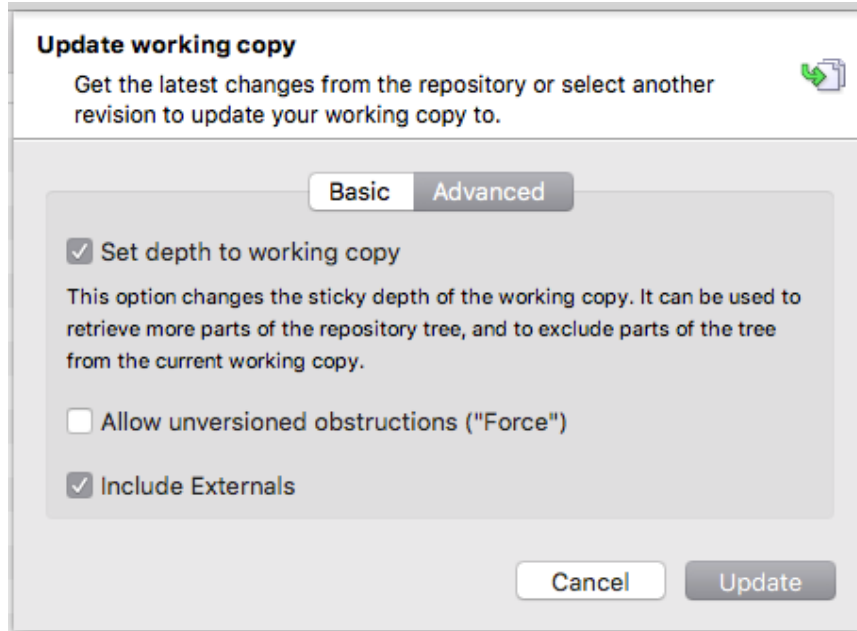 Update working copy
Get the latest changes from the repository or select another
revision to update your working copy to.
Basic
Advanced
Set depth to working copy
This option changes the sticky depth of the working copy. It can be used to
retrieve more parts of the repository tree, and to exclude parts of the tree
from the current working copy.
Allow unversioned obstructions ("Force")
Include Externals
Cancel
Update